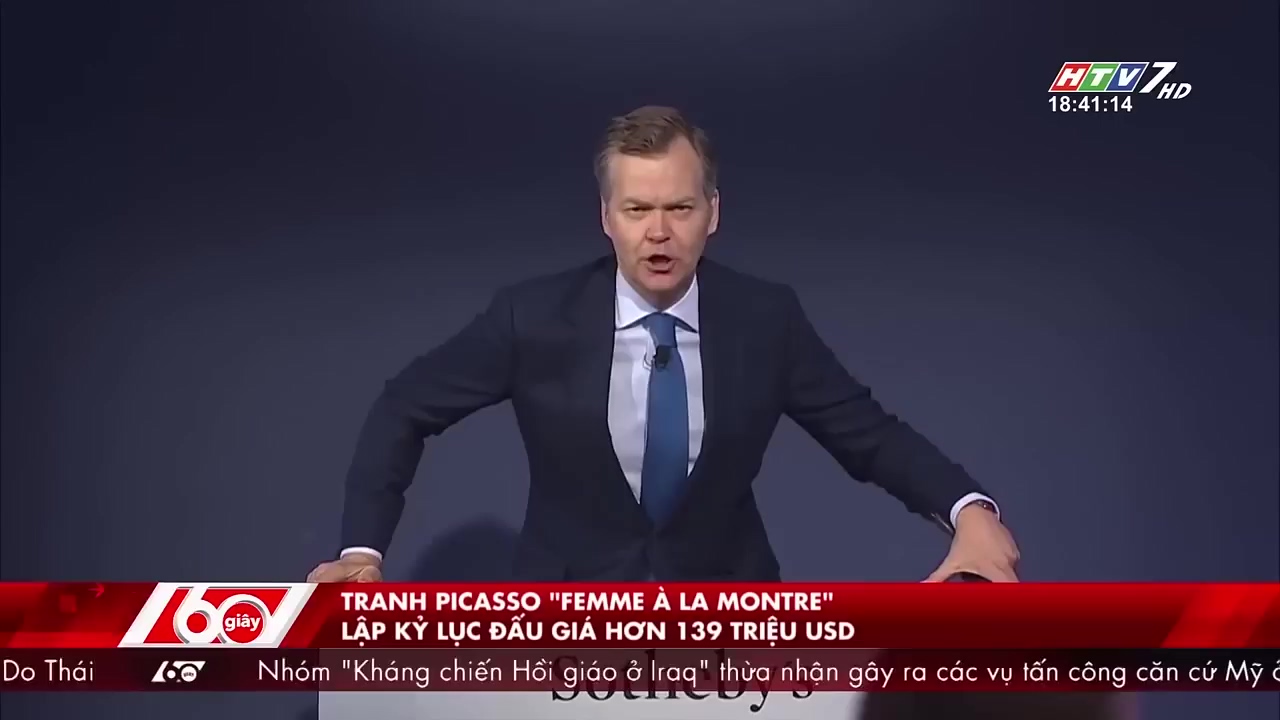 HTV7 HD
18:41:14
60 giây
TRANH PICASSO "FEMME À LA MONTRE"
LẬP KỶ LỤC ĐẤU GIÁ HƠN 139 TRIỆU USD
Do Thái 60 giây Nhóm "Kháng chiến Hồi giáo ở Iraq" thừa nhận gây ra các vụ tấn công căn cứ Mỹ ở
Sotheby's